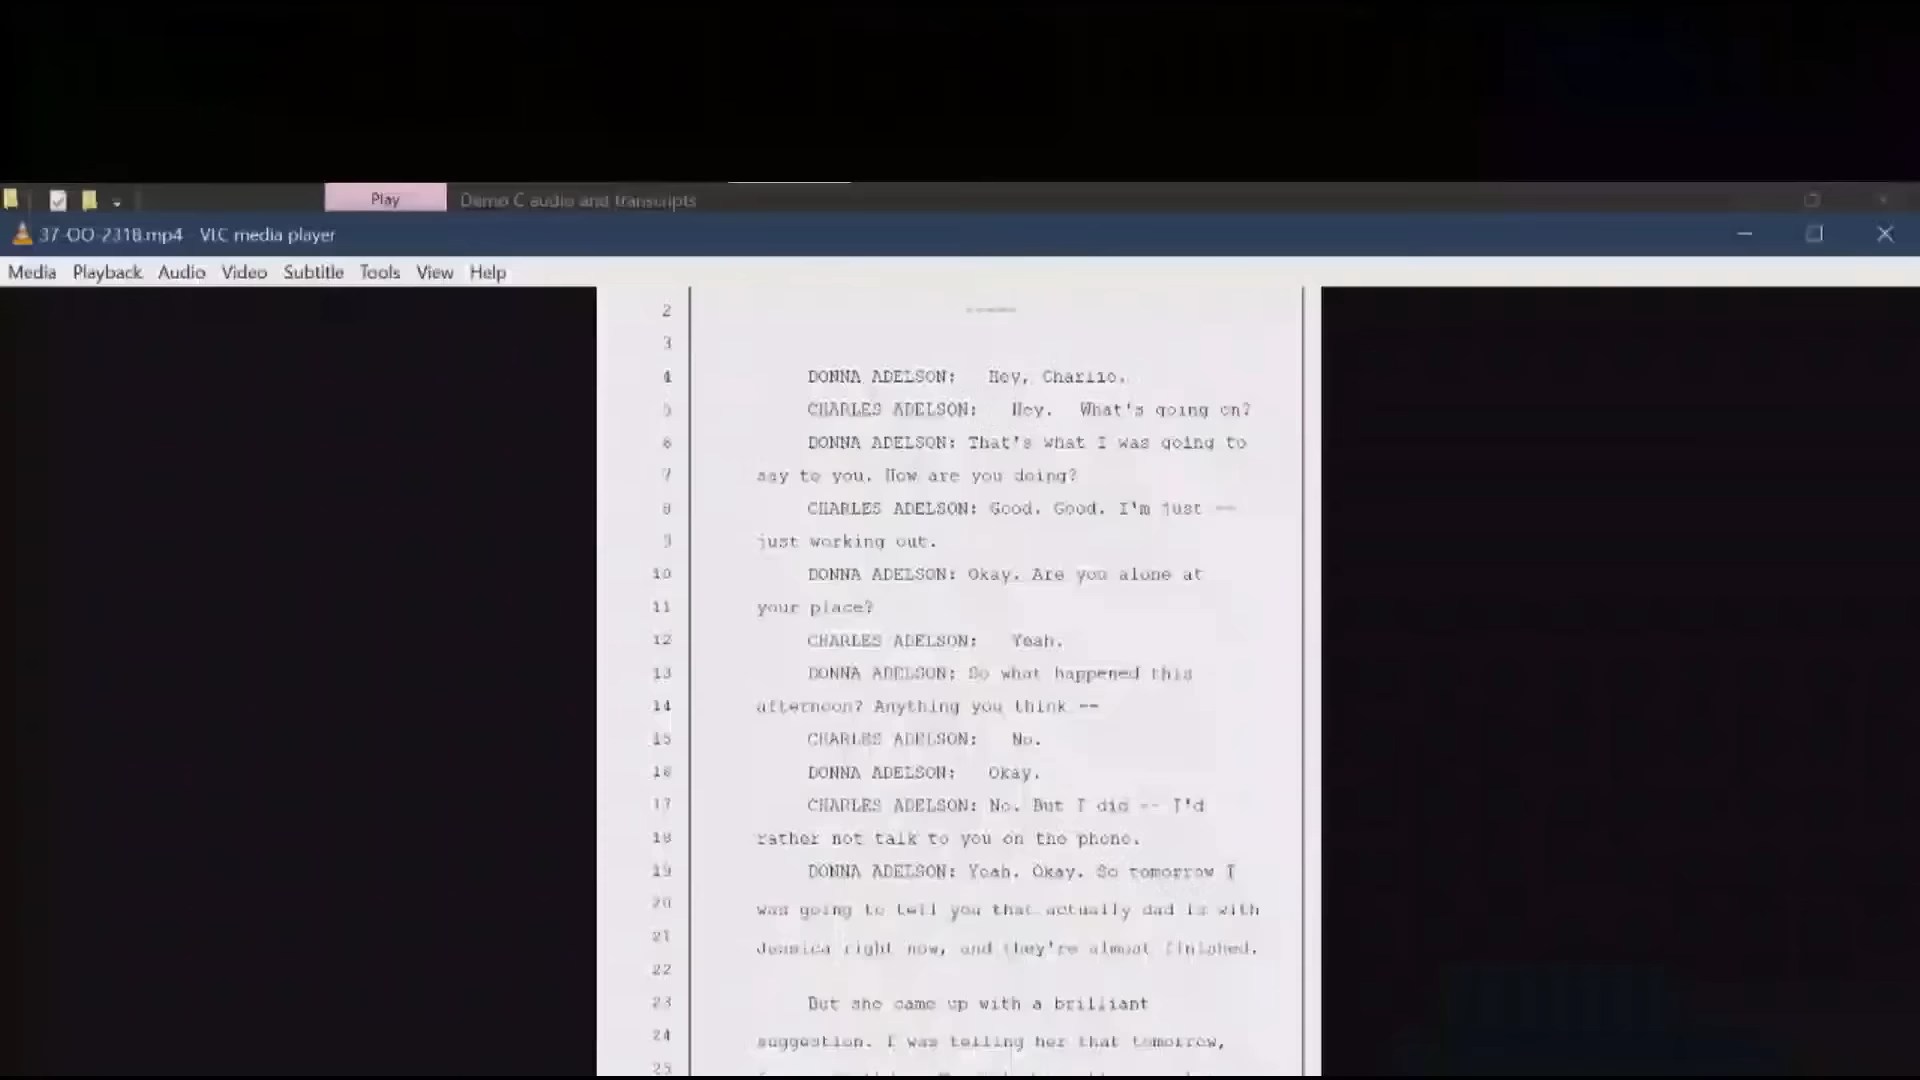 Play Demo C audio and transcripts
37-OO-2318.mp4 - VLC media player
Media Playback Audio Video Subtitle Tools View Help
2
3
4 DONNA ADELSON: Hey, Charlie.
5 CHARLES ADELSON: Hey. What's going on?
6 DONNA ADELSON: That's what I was going to
7 say to you. How are you doing?
8 CHARLES ADELSON: Good. Good. I'm just --
9 just working out.
10 DONNA ADELSON: Okay. Are you alone at
11 your place?
12 CHARLES ADELSON: Yeah.
13 DONNA ADELSON: So what happened this
14 afternoon? Anything you think --
15 CHARLES ADELSON: No.
16 DONNA ADELSON: Okay.
17 CHARLES ADELSON: No. But I did -- I'd
18 rather not talk to you on the phone.
19 DONNA ADELSON: Yeah. Okay. So tomorrow I
20 was going to tell you that actually dad is with
21 Jessica right now, and they're almost finished.
22
23 But she came up with a brilliant
24 suggestion. I was telling her that tomorrow,
25